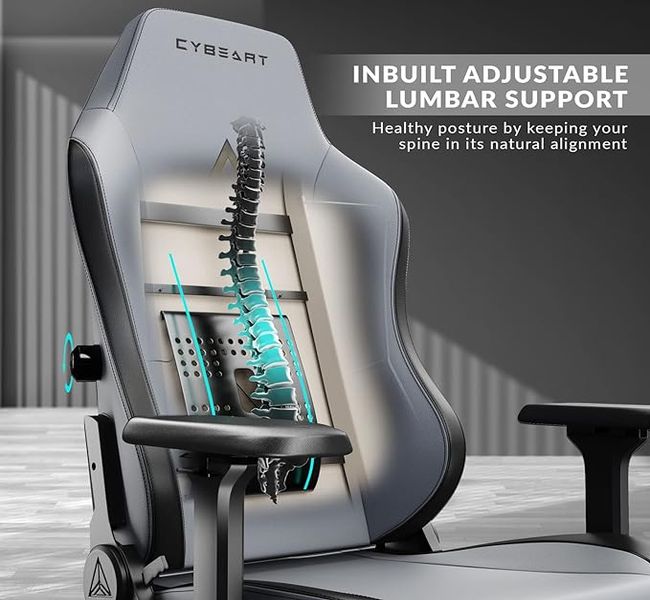 CYBEART
INBUILT ADJUSTABLE
LUMBAR SUPPORT
Healthy posture by keeping your
spine in its natural alignment